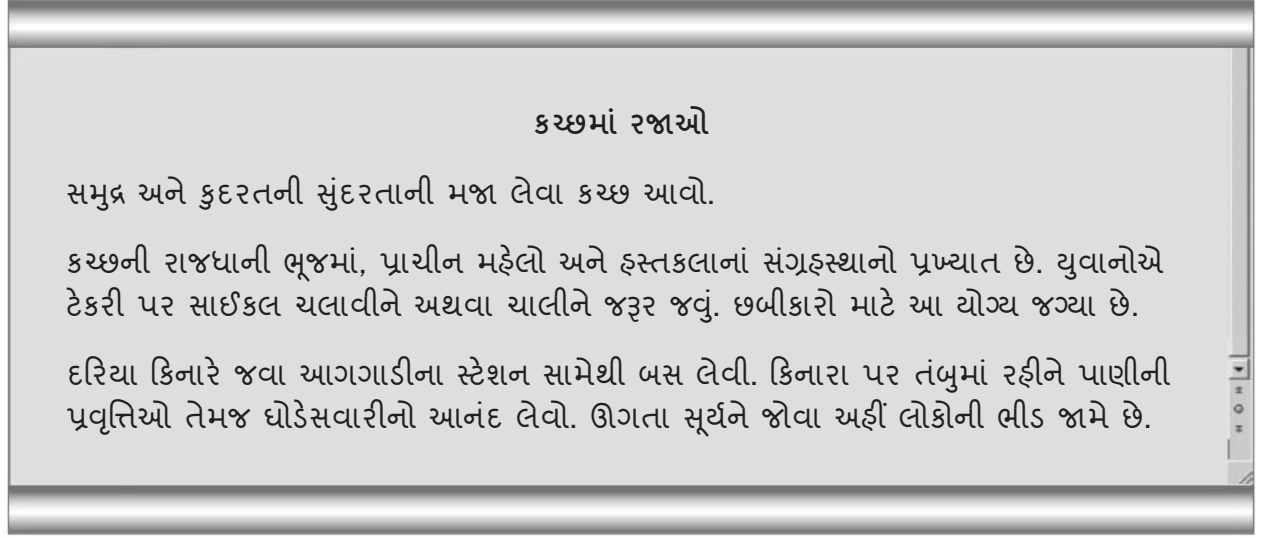 કચ્છમાં રજાઓ
સમુદ્ર અને કુદરતની સુંદરતાની મજા લેવા કચ્છ આવો.
કચ્છની રાજધાની ભૂજમાં, પ્રાચીન મહેલો અને હસ્તકલાનાં સંગ્રહસ્થાનો પ્રખ્યાત છે. યુવાનોએ
ટેકરી પર સાઈકલ ચલાવીને અથવા ચાલીને જરૂર જવું. છબીકારો માટે આ યોગ્ય જગ્યા છે.
દરિયા કિનારે જવા આગગાડીના સ્ટેશન સામેથી બસ લેવી. કિનારા પર તંબુમાં રહીને પાણીની
પ્રવૃત્તિઓ તેમજ ઘોડેસવારીનો આનંદ લેવો. ઊગતા સૂર્યને જોવા અહીં લોકોની ભીડ જામે છે.